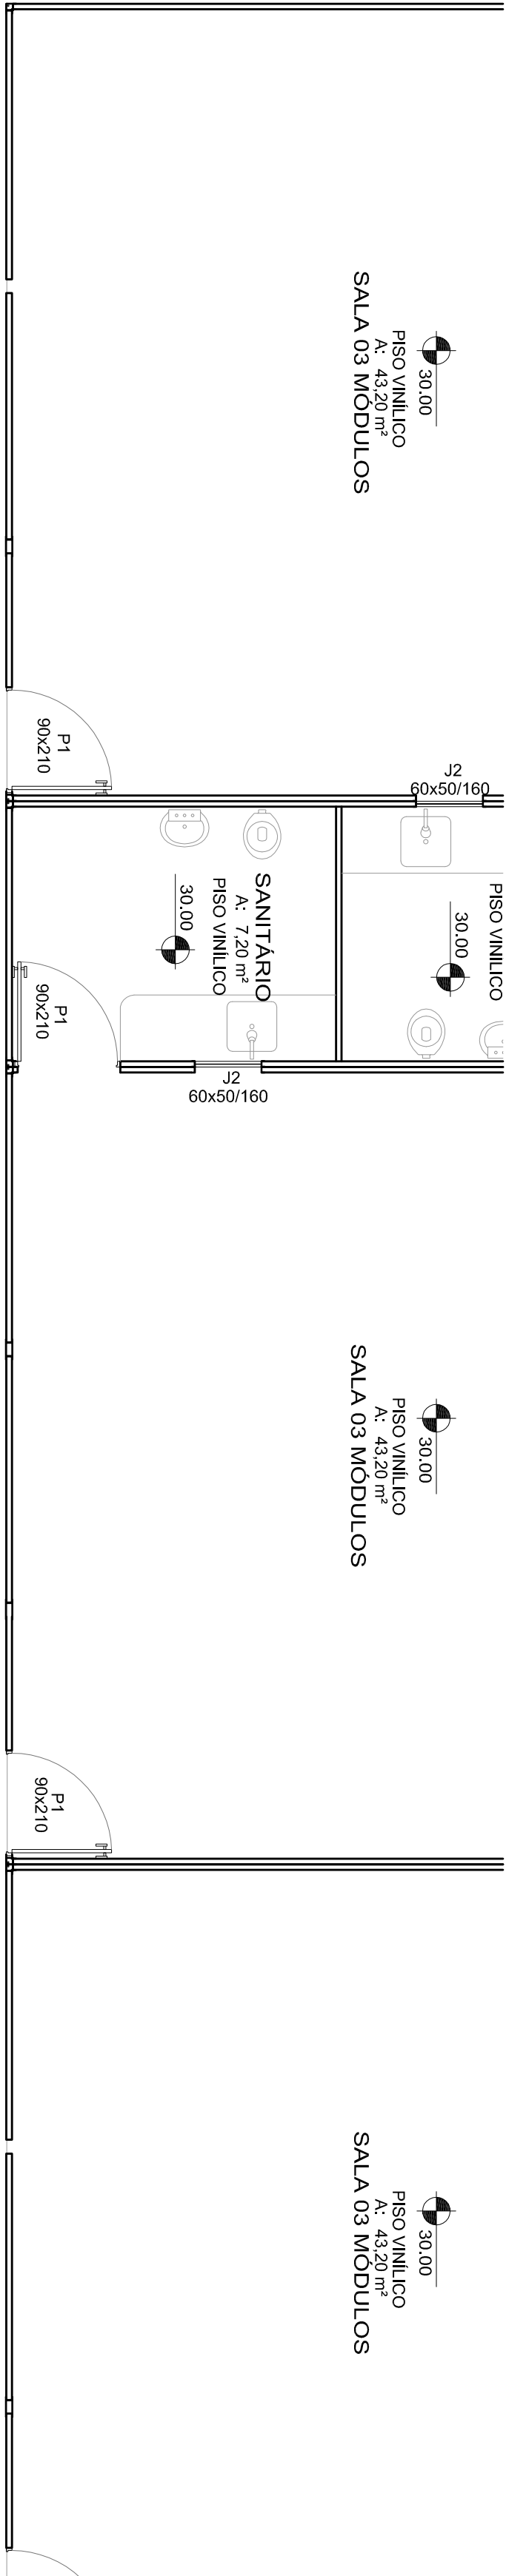 30.00
PISO VINÍLICO
A: 43,20 m²
SALA 03 MÓDULOS
P1
90x210
J2
60x50/160
PISO VINÍLICO
30.00
SANITÁRIO
A: 7,20 m²
PISO VINÍLICO
30.00
P1
90x210
J2
60x50/160
30.00
PISO VINÍLICO
A: 43,20 m²
SALA 03 MÓDULOS
P1
90x210
30.00
PISO VINÍLICO
A: 43,20 m²
SALA 03 MÓDULOS